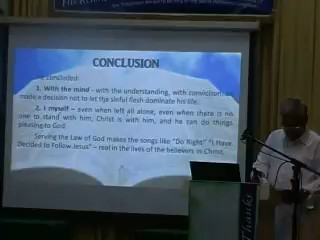 CONCLUSION
concluded:
1. With the mind - with the understanding, with conviction,
made a decision not to let the sinful flesh dominate his life.
2. I myself – even when left all alone, even when there is no
one to stand with him, Christ is with him, and he can do things
pleasing to God.
Serving the Law of God makes the songs like "Do Right" "I Have
Decided to Follow Jesus" – real in the lives of the believers in Christ.
Thanks